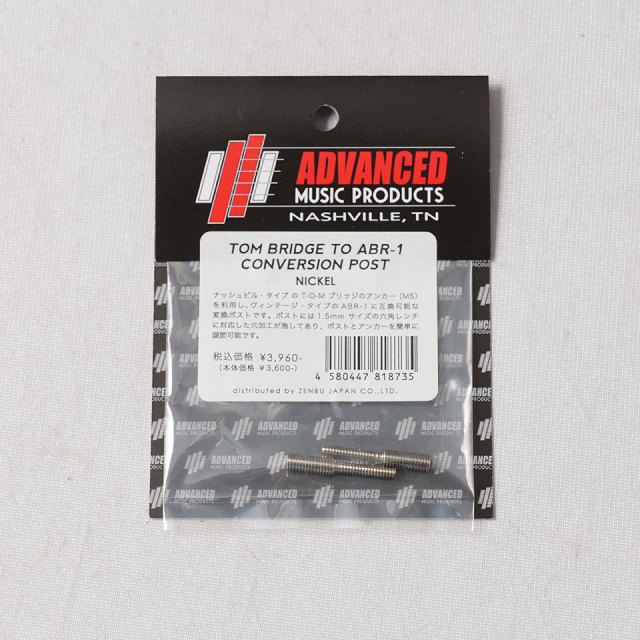 ADVANCED
MUSIC PRODUCTS
NASHVILLE, TN
TOM BRIDGE TO ABR-1
CONVERSION POST
NICKEL
ナッシュビル・タイプ の T-O-M ブリッジのアンカー (M5)
を利用し、ヴィンテージ・タイプの ABR-1 に互換可能な
変換ポストです。ポストには 1.5mm サイズの六角レンチ
に対応した穴加工が施してあり、ポストとアンカーを簡単に
調節可能です。
税込価格 ¥3,960-
(本体価格 ¥3,600-)
4 580447 818735
distributed by ZENBU JAPAN CO.,LTD.
ADVANCED
MUSIC PRODUCTS